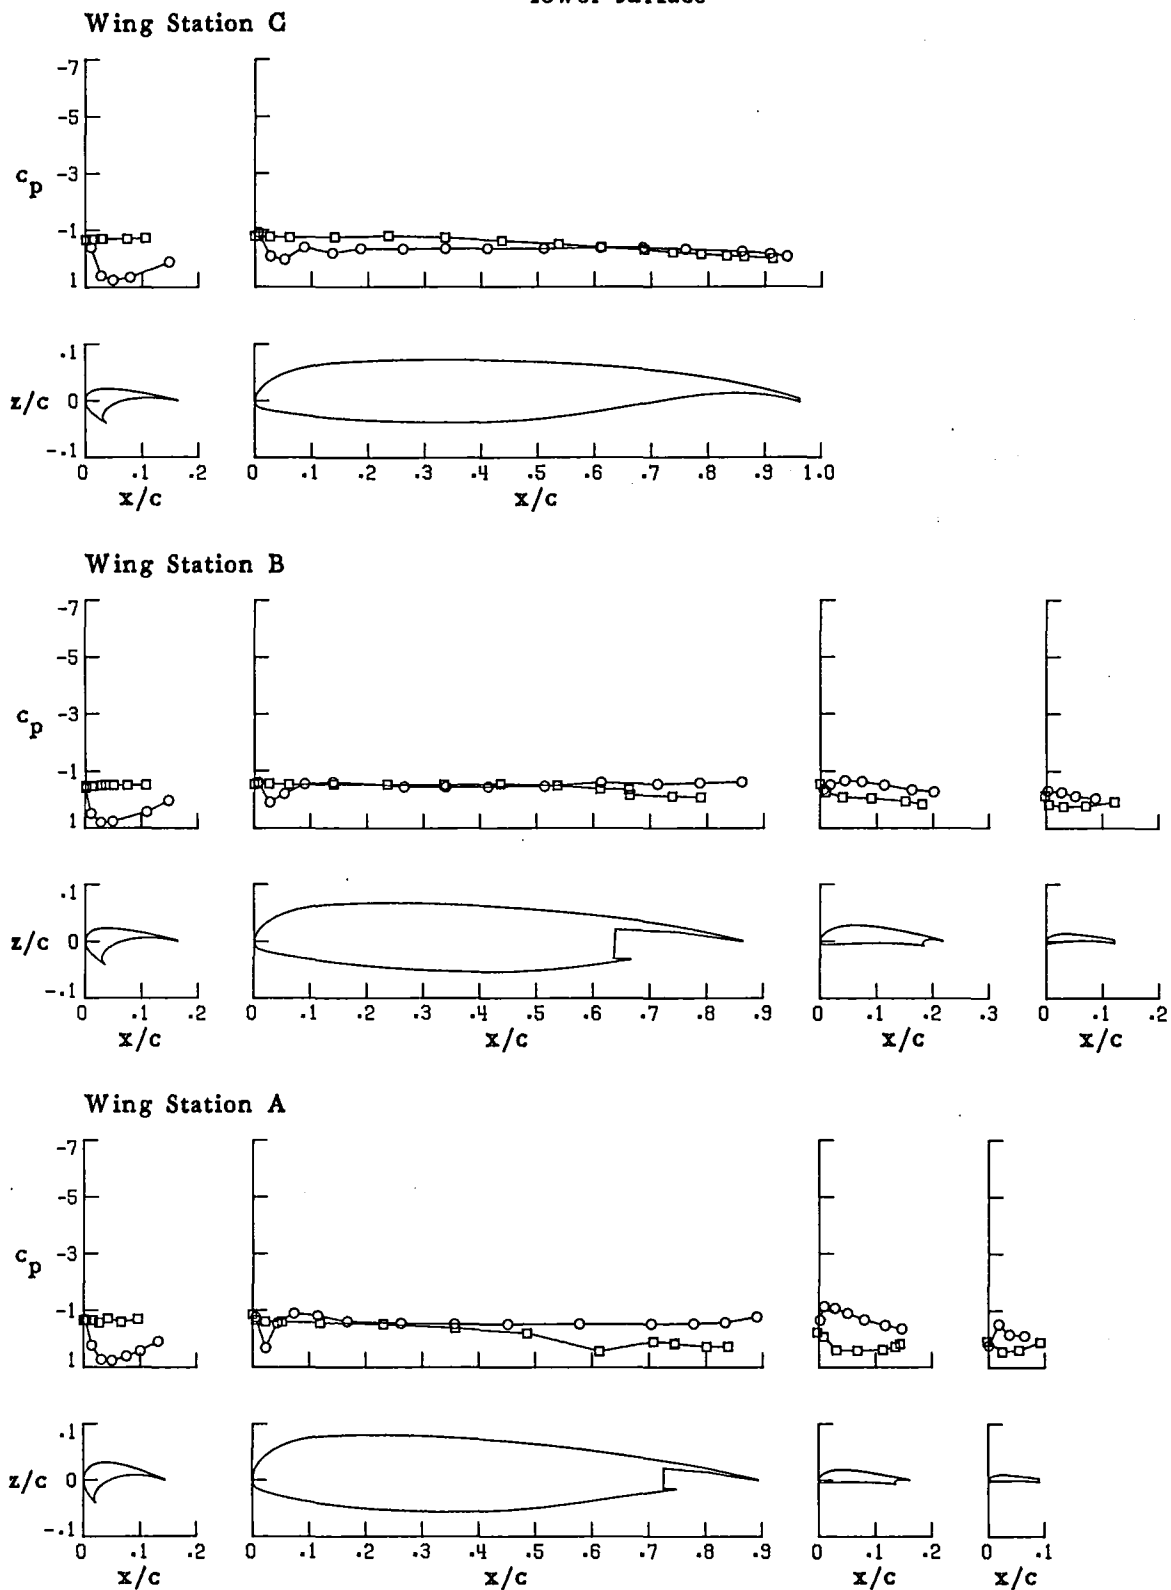 lower surface
Wing Station C
-7
-5
c_p -3
-1
1
.1
z/c 0
-.1
0 .1 .2 0 .1 .2 .3 .4 .5 .6 .7 .8 .9 1.0
x/c x/c
Wing Station B
-7
-5
c_p -3
-1
1
.1
z/c 0
-.1
0 .1 .2 0 .1 .2 .3 .4 .5 .6 .7 .8 .9 0 .1 .2 .3 0 .1 .2
x/c x/c x/c x/c
Wing Station A
-7
-5
c_p -3
-1
1
.1
z/c 0
-.1
0 .1 .2 0 .1 .2 .3 .4 .5 .6 .7 .8 .9 0 .1 .2 0 .1
x/c x/c x/c x/c